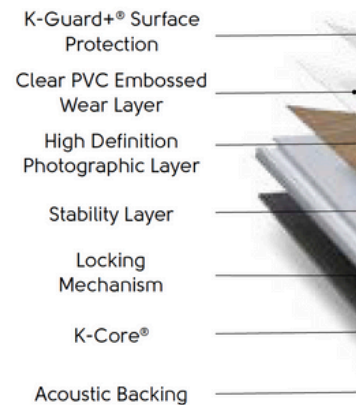 K-Guard+® Surface
Protection
Clear PVC Embossed
Wear Layer
High Definition
Photographic Layer
Stability Layer
Locking
Mechanism
K-Core®
Acoustic Backing